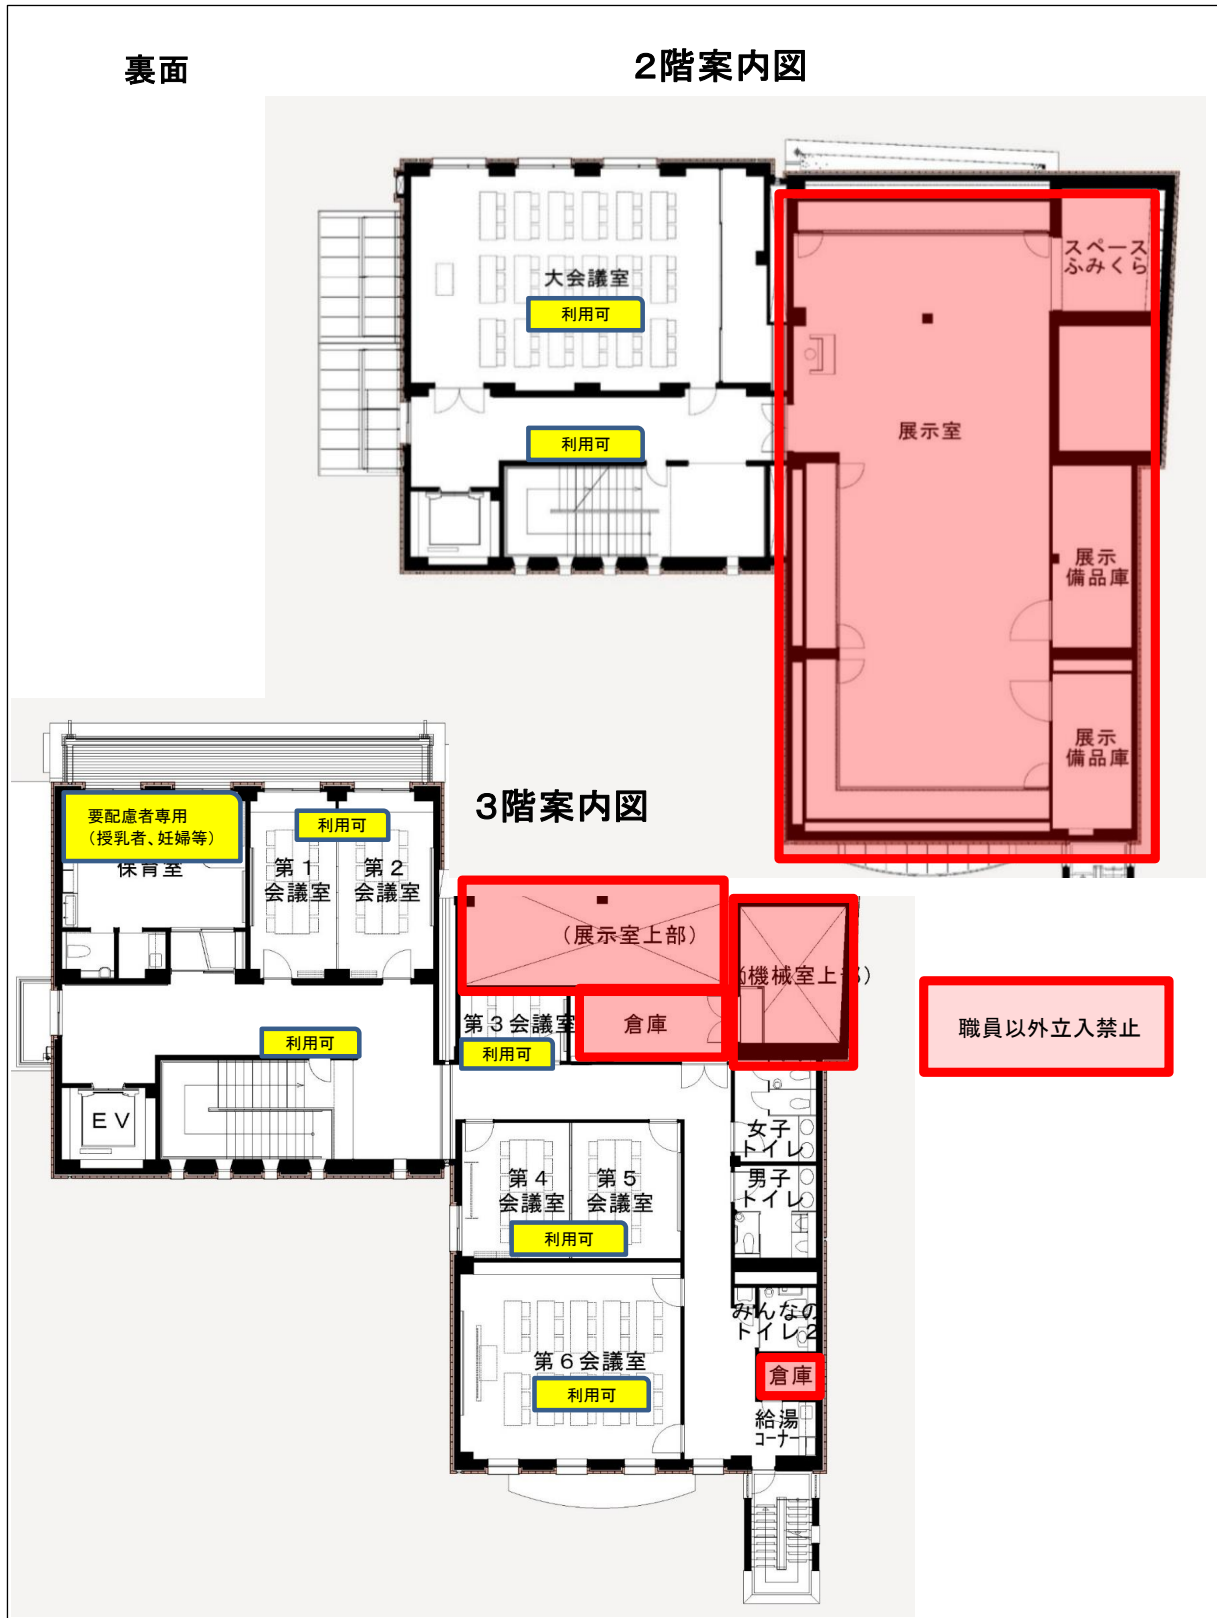 裏面
２階案内図
スペース
ふみくら
大会議室
利用可
展示室
利用可
展示
備品庫
展示
備品庫
３階案内図
要配慮者専用
（授乳者、妊婦等）
保育室
利用可
第１
会議室
第２
会議室
（展示室上部）
機械室上部）
第３会議室
倉庫
利用可
利用可
職員以外立入禁止
ＥＶ
女子
トイレ
男子
トイレ
第４
会議室
第５
会議室
利用可
みんなの
トイレ２
第６会議室
利用可
倉庫
給湯
コーナー